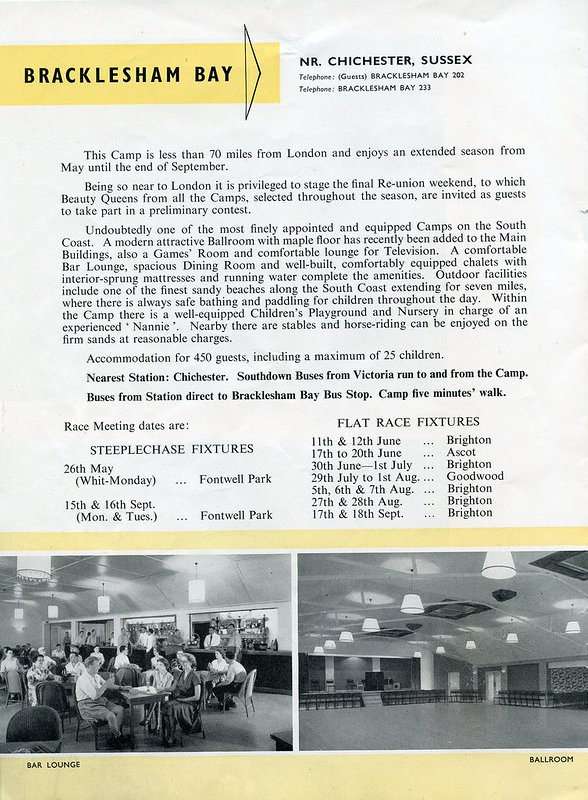 BRACKLESHAM BAY
NR. CHICHESTER, SUSSEX
Telephone: (Guests) BRACKLESHAM BAY 202
Telephone: BRACKLESHAM BAY 233
This Camp is less than 70 miles from London and enjoys an extended season from
May until the end of September.
Being so near to London it is privileged to stage the final Re-union weekend, to which
Beauty Queens from all the Camps, selected throughout the season, are invited as guests
to take part in a preliminary contest.
Undoubtedly one of the most finely appointed and equipped Camps on the South
Coast. A modern attractive Ballroom with maple floor has recently been added to the Main
Buildings, also a Games' Room and comfortable lounge for Television. A comfortable
Bar Lounge, spacious Dining Room and well-built, comfortably equipped chalets with
interior-sprung mattresses and running water complete the amenities. Outdoor facilities
include one of the finest sandy beaches along the South Coast extending for seven miles,
where there is always safe bathing and paddling for children throughout the day. Within
the Camp there is a well-equipped Children's Playground and Nursery in charge of an
experienced ‘ Nannie ’. Nearby there are stables and horse-riding can be enjoyed on the
firm sands at reasonable charges.
Accommodation for 450 guests, including a maximum of 25 children.
Nearest Station: Chichester. Southdown Buses from Victoria run to and from the Camp.
Buses from Station direct to Bracklesham Bay Bus Stop. Camp five minutes' walk.
Race Meeting dates are:
STEEPLECHASE FIXTURES
26th May
(Whit-Monday) ... Fontwell Park
15th & 16th Sept.
(Mon. & Tues.) ... Fontwell Park
FLAT RACE FIXTURES
11th & 12th June ... Brighton
17th to 20th June ... Ascot
30th June—1st July ... Brighton
29th July to 1st Aug. ... Goodwood
5th, 6th & 7th Aug. ... Brighton
27th & 28th Aug. ... Brighton
17th & 18th Sept. ... Brighton
BAR LOUNGE
BALLROOM